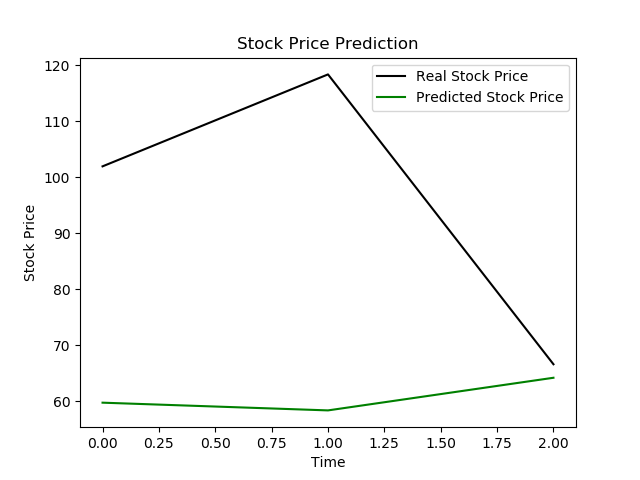 Stock Price Prediction
Real Stock Price
Predicted Stock Price
Stock Price
120
110
100
90
80
70
60
0.00 0.25 0.50 0.75 1.00 1.25 1.50 1.75 2.00
Time